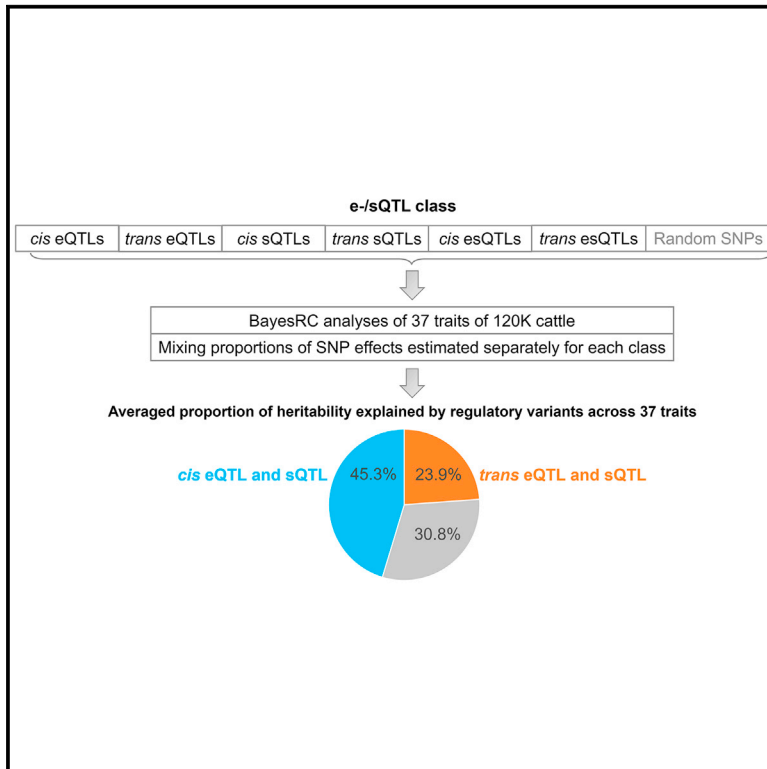 e-/sQTL class
cis eQTLs trans eQTLs cis sQTLs trans sQTLs cis esQTLs trans esQTLs Random SNPs
BayesRC analyses of 37 traits of 120K cattle
Mixing proportions of SNP effects estimated separately for each class
Averaged proportion of heritability explained by regulatory variants across 37 traits
cis eQTL and sQTL 45.3% 23.9% trans eQTL and sQTL
30.8%